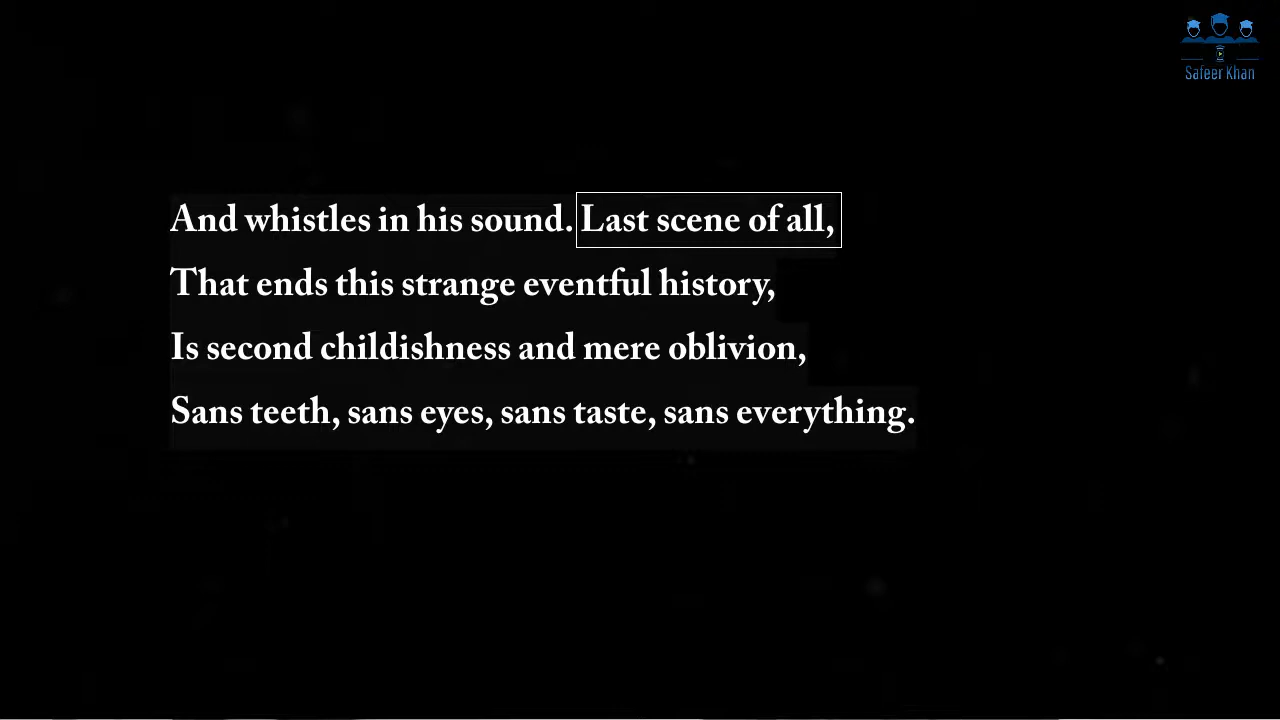 Safeer Khan
And whistles in his sound. Last scene of all,
That ends this strange eventful history,
Is second childishness and mere oblivion,
Sans teeth, sans eyes, sans taste, sans everything.